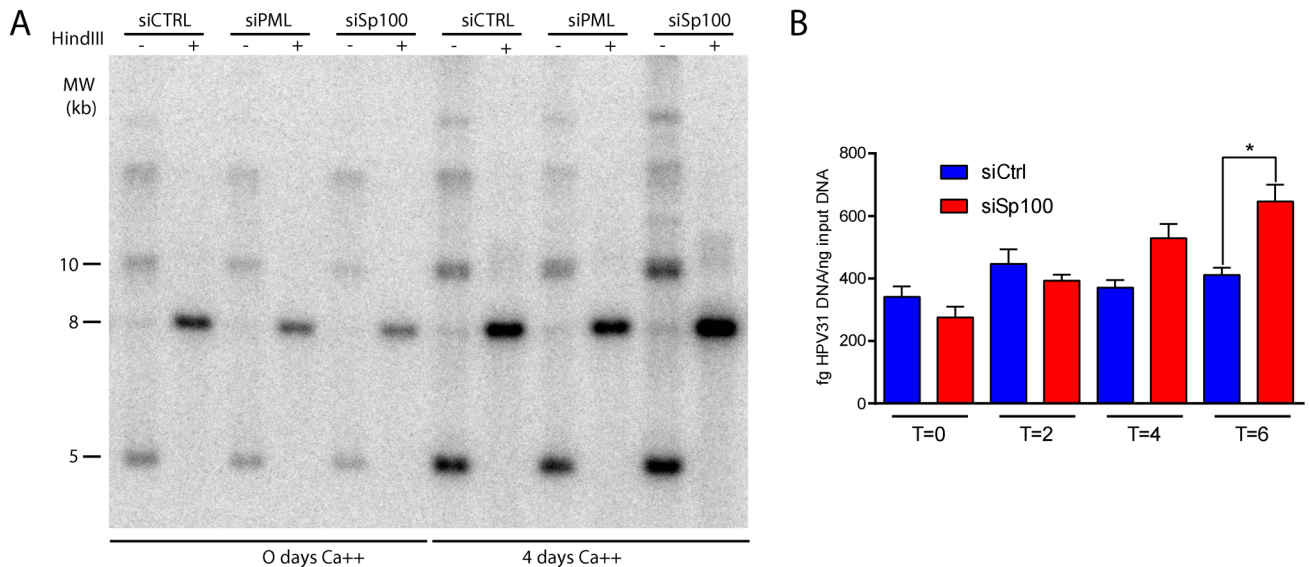 A
siCTRL siPML siSp100 siCTRL siPML siSp100
HindIII - + - + - + - + - + - +
MW
(kb)
10
8
5
0 days Ca++ 4 days Ca++
B
fg HPV31 DNA/ng input DNA
800
600
400
200
0
siCtrl
siSp100
*
T=0 T=2 T=4 T=6